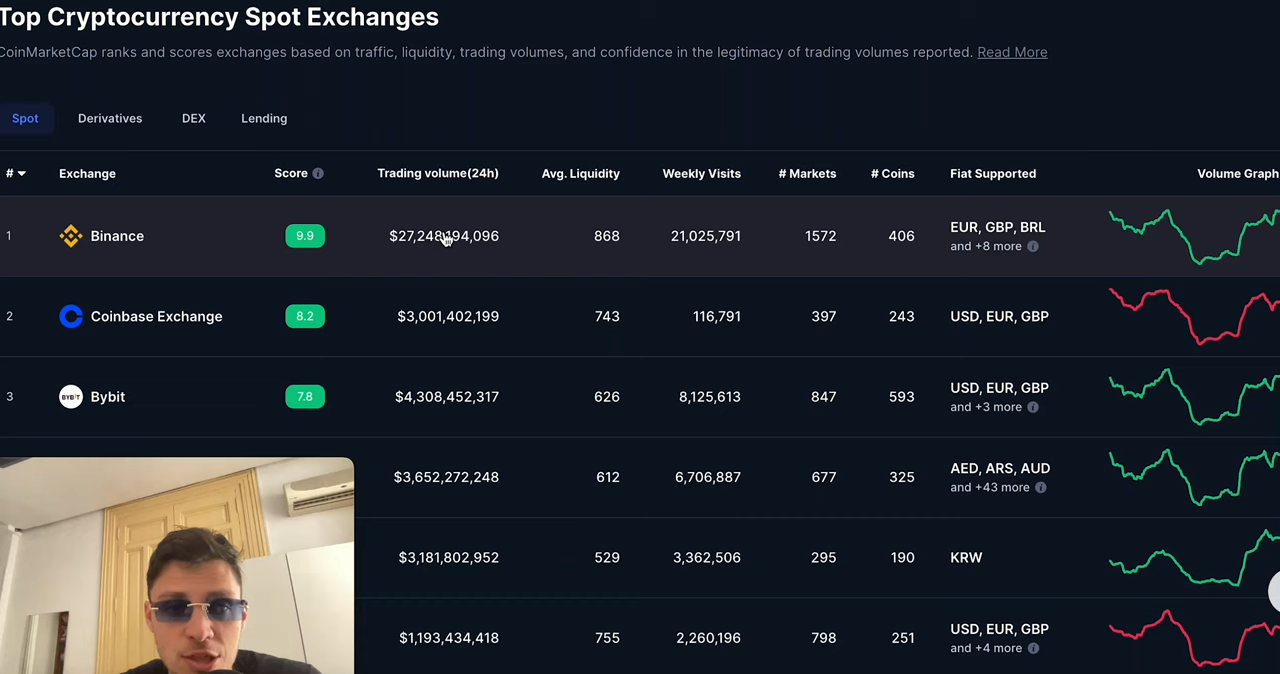 Top Cryptocurrency Spot Exchanges
CoinMarketCap ranks and scores exchanges based on traffic, liquidity, trading volumes, and confidence in the legitimacy of trading volumes reported. Read More
Spot Derivatives DEX Lending
# Exchange Score Trading volume(24h) Avg. Liquidity Weekly Visits # Markets # Coins Fiat Supported Volume Graph
1 Binance 9.9 868 21,025,791 1572 406 EUR, GBP, BRL
and +8 more
2 Coinbase Exchange 8.2 $3,001,402,199 743 116,791 397 243 USD, EUR, GBP
3 BYBIT Bybit 7.8 $4,308,452,317 626 8,125,613 847 593 USD, EUR, GBP
and +3 more
$3,652,272,248 612 6,706,887 677 325 AED, ARS, AUD
and +43 more
$3,181,802,952 529 3,362,506 295 190 KRW
$1,193,434,418 755 2,260,196 798 251 USD, EUR, GBP
and +4 more